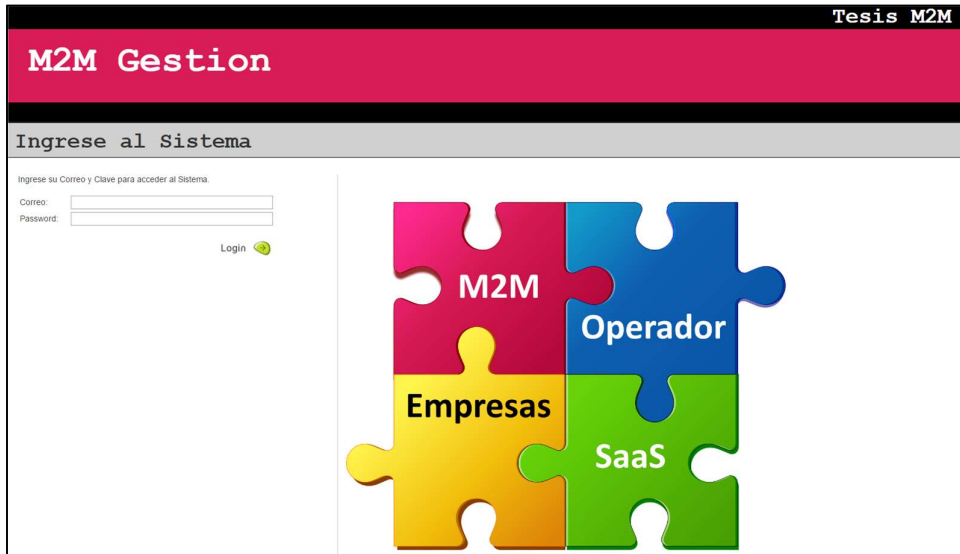 Tesis M2M
M2M Gestion
Ingrese al Sistema
Ingrese su Correo y Clave para acceder al Sistema.
Correo:
Password:
Login
M2M
Operador
Empresas
SaaS